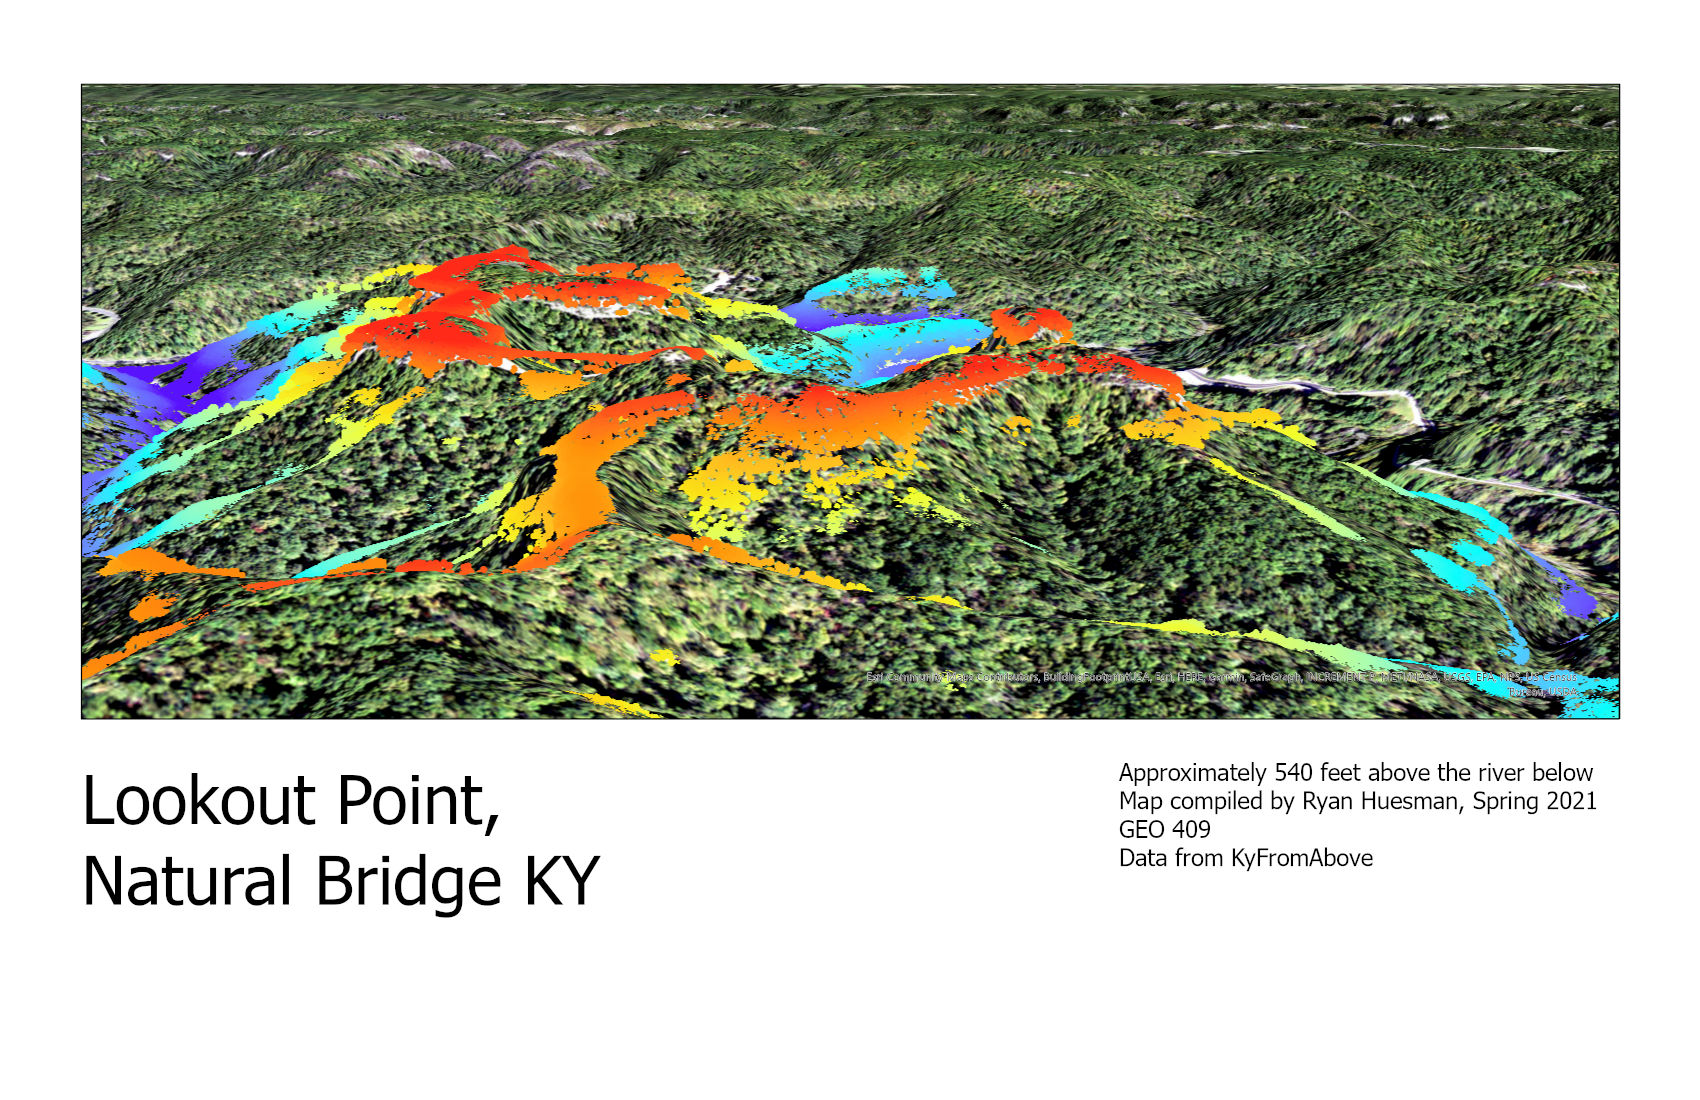 Esri Community Maps Contributors, BuildingFootprintUSA, Esri, HERE, Garmin, SafeGraph, INCREMENT P, METI/NASA, USGS, EPA, NPS, US Census
Bureau, USDA
Lookout Point,
Natural Bridge KY
Approximately 540 feet above the river below
Map compiled by Ryan Huesman, Spring 2021
GEO 409
Data from KyFromAbove